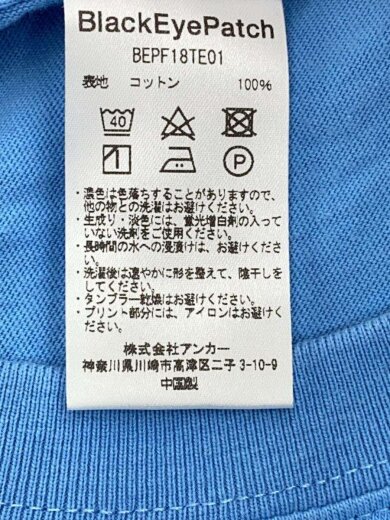 BlackEyePatch
BEPF18TE01
表地 コットン 100%
40
P
・濃色は色落ちすることがありますので、
他の物との洗濯はお避けください。
・生成り・淡色には、蛍光増白剤の入って
いない洗剤をご使用ください。
・長時間の水への浸漬けはお避けくださ
い。
・洗濯後は速やかに形を整えて、陰干しを
してください。
・タンブラー乾燥はお避けください。
・プリント部分には、アイロンはお避けく
ださい。
株式会社アンカー
神奈川県川崎市高津区二子 3-10-9
中国製